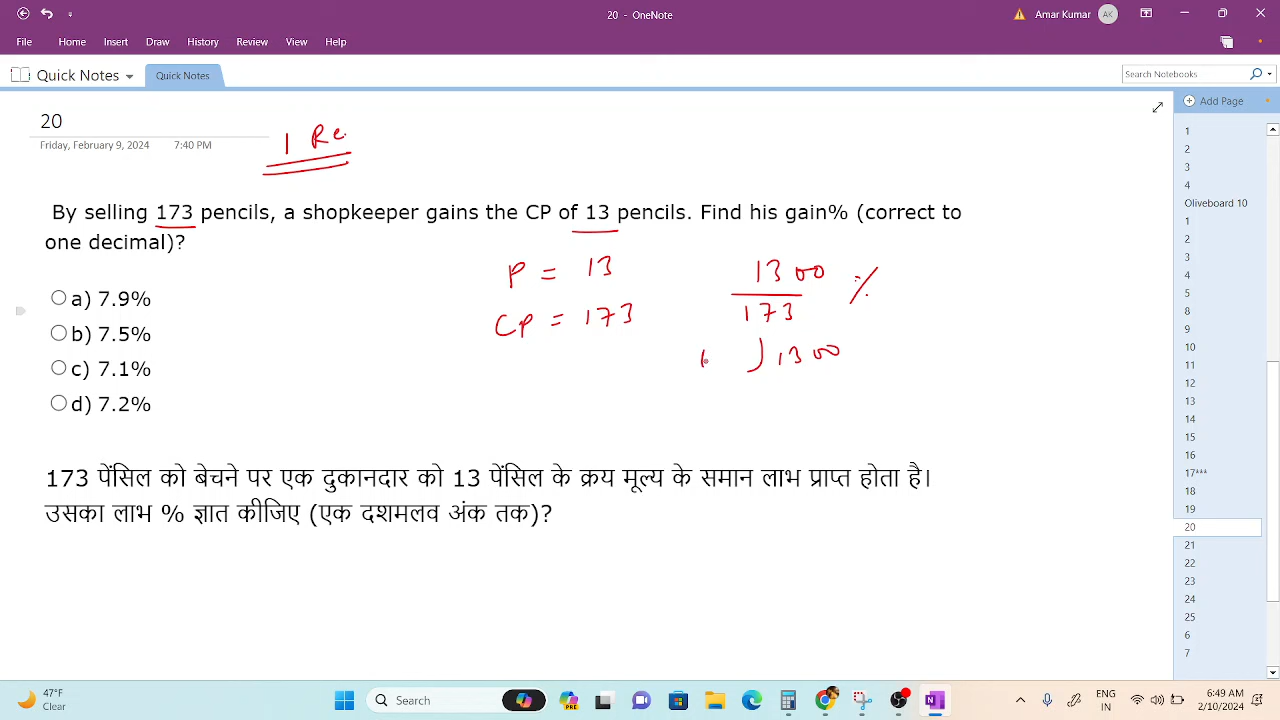 20 - OneNote
Amar Kumar AK
File Home Insert Draw History Review View Help
Quick Notes Quick Notes Search Notebooks
Add Page
20
Friday, February 9, 2024 7:40 PM
1 Re.
By selling 173 pencils, a shopkeeper gains the CP of 13 pencils. Find his gain% (correct to
one decimal)?
P = 13
CP = 173
1300 %
173
) 1300
a) 7.9%
b) 7.5%
c) 7.1%
d) 7.2%
173 पेंसिल को बेचने पर एक दुकानदार को 13 पेंसिल के क्रय मूल्य के समान लाभ प्राप्त होता है।
उसका लाभ % ज्ञात कीजिए (एक दशमलव अंक तक)?
1
2
3
4
Oliveboard 10
1
2
3
4
8
9
10
11
12
13
14
15
16
17***
18
19
20
21
22
23
24
25
6
7
47°F
Clear
Search
PRE
ENG
IN
6:49 AM
2/10/2024